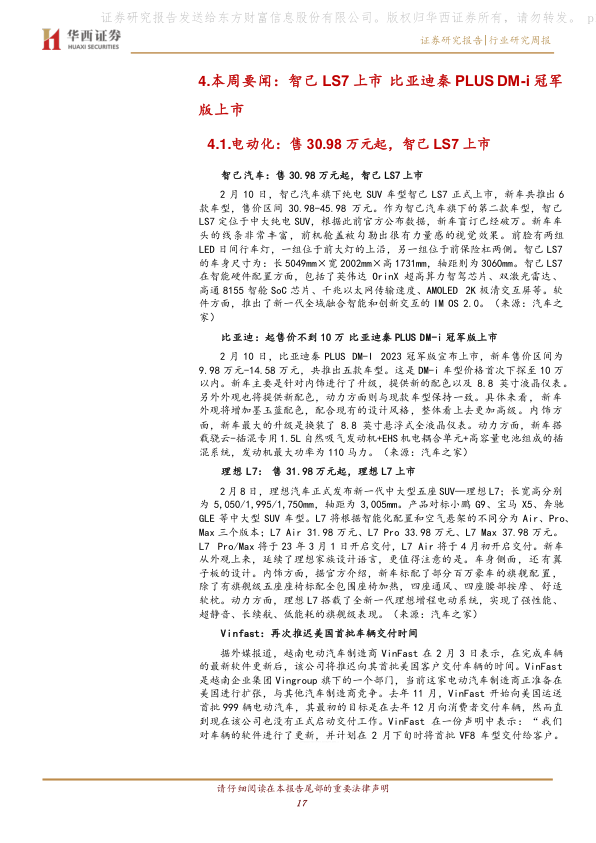 证券研究报告发送给东方财富信息股份有限公司。版权归华西证券所有，请勿转发。 p
华西证券
HUAXI SECURITIES
证券研究报告|行业研究周报
4.本周要闻：智己 LS7 上市 比亚迪秦 PLUS DM-i 冠军
版上市
4.1.电动化：售 30.98 万元起，智己 LS7 上市
智己汽车：售 30.98 万元起，智己 LS7 上市
2 月 10 日，智己汽车旗下纯电 SUV 车型智己 LS7 正式上市，新车共推出 6
款车型，售价区间 30.98-45.98 万元。作为智己汽车旗下的第二款车型，智己
LS7 定位于中大纯电 SUV，根据此前官方公布数据，新车盲订已经破万。新车车
头的线条非常丰富，前机舱盖被勾勒出很有力量感的视觉效果。前脸有两组
LED 日间行车灯，一组位于前大灯的上沿，另一组位于前保险杠两侧。智己 LS7
的车身尺寸为：长 5049mm×宽 2002mm×高 1731mm，轴距则为 3060mm。智己 LS7
在智能硬件配置方面，包括了英伟达 OrinX 超高算力智驾芯片、双激光雷达、
高通 8155 智舱 SoC 芯片、千兆以太网传输速度、AMOLED 2K 极清交互屏等。软
件方面，推出了新一代全域融合智能和创新交互的 IM OS 2.0。（来源：汽车之
家）
比亚迪：起售价不到 10 万 比亚迪秦 PLUS DM-i 冠军版上市
2 月 10 日，比亚迪秦 PLUS DM-I 2023 冠军版宣布上市，新车售价区间为
9.98 万元-14.58 万元，共推出五款车型。这是 DM-i 车型价格首次下探至 10 万
以内。新车主要是针对内饰进行了升级，提供新的配色以及 8.8 英寸液晶仪表。
另外外观也将提供新配色，动力方面则与现款车型保持一致。具体来看，新车
外观将增加墨玉蓝配色，配合现有的设计风格，整体看上去更加高级。内饰方
面，新车最大的升级是换装了 8.8 英寸悬浮式全液晶仪表。动力方面，新车搭
载骁云-插混专用 1.5L 自然吸气发动机+EHS 机电耦合单元+高容量电池组成的插
混系统，发动机最大功率为 110 马力。（来源：汽车之家）
理想 L7： 售 31.98 万元起，理想 L7 上市
2 月 8 日，理想汽车正式发布新一代中大型五座 SUV—理想 L7；长宽高分别
为 5,050/1,995/1,750mm，轴距为 3,005mm。产品对标小鹏 G9、宝马 X5、奔驰
GLE 等中大型 SUV 车型。L7 将根据智能化配置和空气悬架的不同分为 Air、Pro、
Max 三个版本；L7 Air 31.98 万元、L7 Pro 33.98 万元、L7 Max 37.98 万元。
L7 Pro/Max 将于 23 年 3 月 1 日开启交付，L7 Air 将于 4 月初开启交付。新车
从外观上来，延续了理想家族设计语言，更值得注意的是。车身侧面，还有翼
子板的设计。内饰方面，据官方介绍，新车标配了部分百万豪车的旗舰配置，
除了有旗舰级五座座椅标配全包围座椅加热，四座通风、四座腰部按摩、舒适
软枕。动力方面，理想 L7 搭载了全新一代理想增程电动系统，实现了强性能、
超静音、长续航、低能耗的旗舰级表现。（来源：汽车之家）
Vinfast：再次推迟美国首批车辆交付时间
据外媒报道，越南电动汽车制造商 VinFast 在 2 月 3 日表示，在完成车辆
的最新软件更新后，该公司将推迟向其首批美国客户交付车辆的时间。VinFast
是越南企业集团 Vingroup 旗下的一个部门，当前这家电动汽车制造商正准备在
美国进行扩张，与其他汽车制造商竞争。去年 11 月，VinFast 开始向美国运送
首批 999 辆电动汽车，其最初的目标是在去年 12 月向消费者交付车辆，然而直
到现在该公司也没有正式启动交付工作。VinFast 在一份声明中表示：“我们
对车辆的软件进行了更新，并计划在 2 月下旬时将首批 VF8 车型交付给客户。
请仔细阅读在本报告尾部的重要法律声明
17